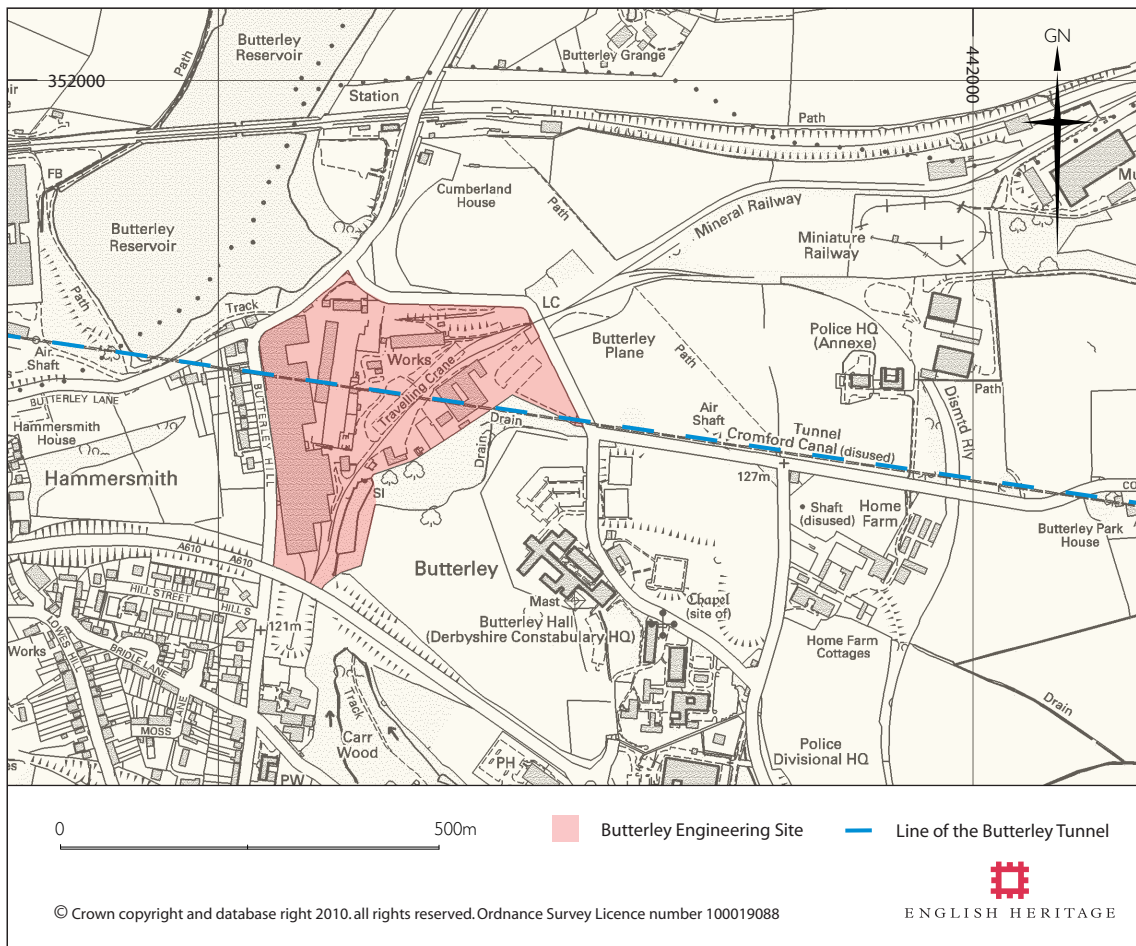 Butterley
Reservoir
Path
352000
Butterley Grange
442000
GN
Station
Path
FB
Cumberland
House
Path
Mineral Railway
Butterley
Reservoir
Miniature
Railway
Track
LC
Path
Air
Shaft
Works
Travelling Crane
Butterley
Plane
Path
Police HQ
(Annexe)
Path
Dismtd Rly
BUTTERLEY LANE
BUTTERLEY HILL
Hammersmith
House
Drain
Drain
Air
Shaft
Tunnel
Cromford Canal (disused)
Hammersmith
SI
127m
Shaft
(disused)
Home
Farm
Butterley Park
House
A610
A610
Butterley
HILL STREET
HILLS
Mast
Chapel
(site of)
Butterley Hall
(Derbyshire Constabulary HQ)
121m
Works
LOWES HILL
BRIDLE LANE
LANE
MOSS
Home Farm
Cottages
Drain
Track
Carr
Wood
PH
PW
Police
Divisional HQ
0
500m
Butterley Engineering Site
Line of the Butterley Tunnel
© Crown copyright and database right 2010. all rights reserved. Ordnance Survey Licence number 100019088
ENGLISH HERITAGE